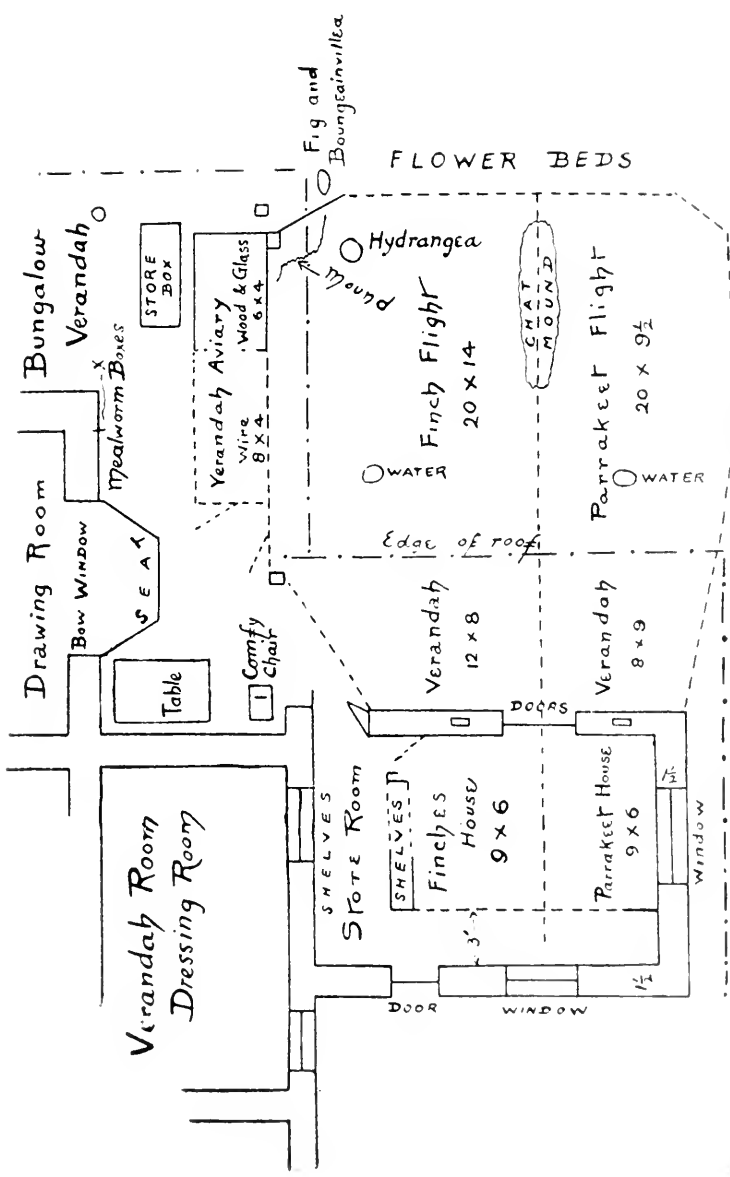 Drawing Room
Bow WINDOW
SEAT
Mealworm Boxes
x
Bungalow
Verandah
STORE
BOX
Verandah Aviary
Wire
8 x 4
Wood & Glass
6 x 4
Fig and
Boungainvillea
Mound
Hydrangea
FLOWER BEDS
Finch Flight
20 x 14
WATER
CHAT
MOUND
Parrakeet Flight
20 x 9½
WATER
Edge of roof
Table
Comfy
Chair
Verandah
12 x 8
Verandah
8 x 9
DOORS
Verandah Room
Dressing Room
SHELVES
Store Room
SHELVES
Finches
House
9 x 6
Parrakeet House
9 x 6
3'
1½
1½
DOOR
WINDOW
WINDOW